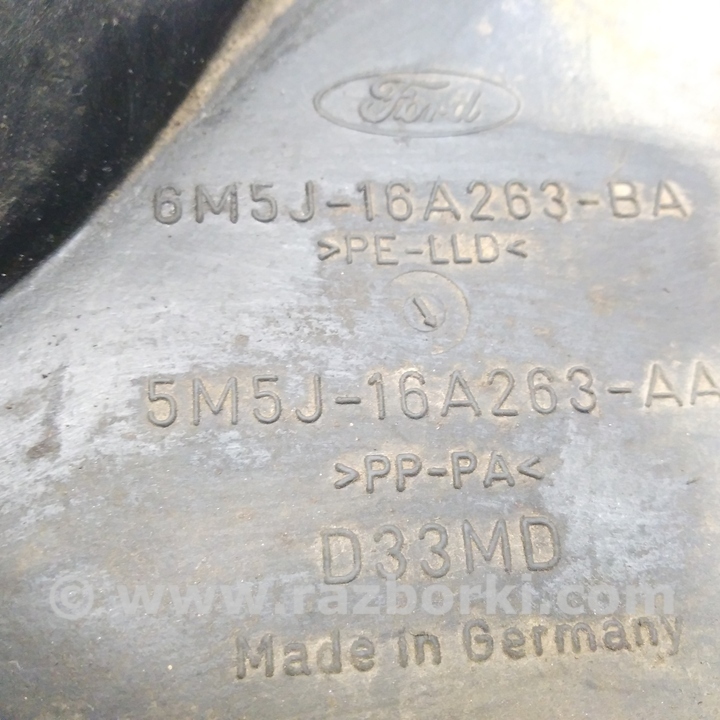 Ford
6M5J-16A263-BA
>PE-LLD<
5M5J-16A263-AA
>PP-PA<
D33MD
© www.razborki.com
Made in Germany